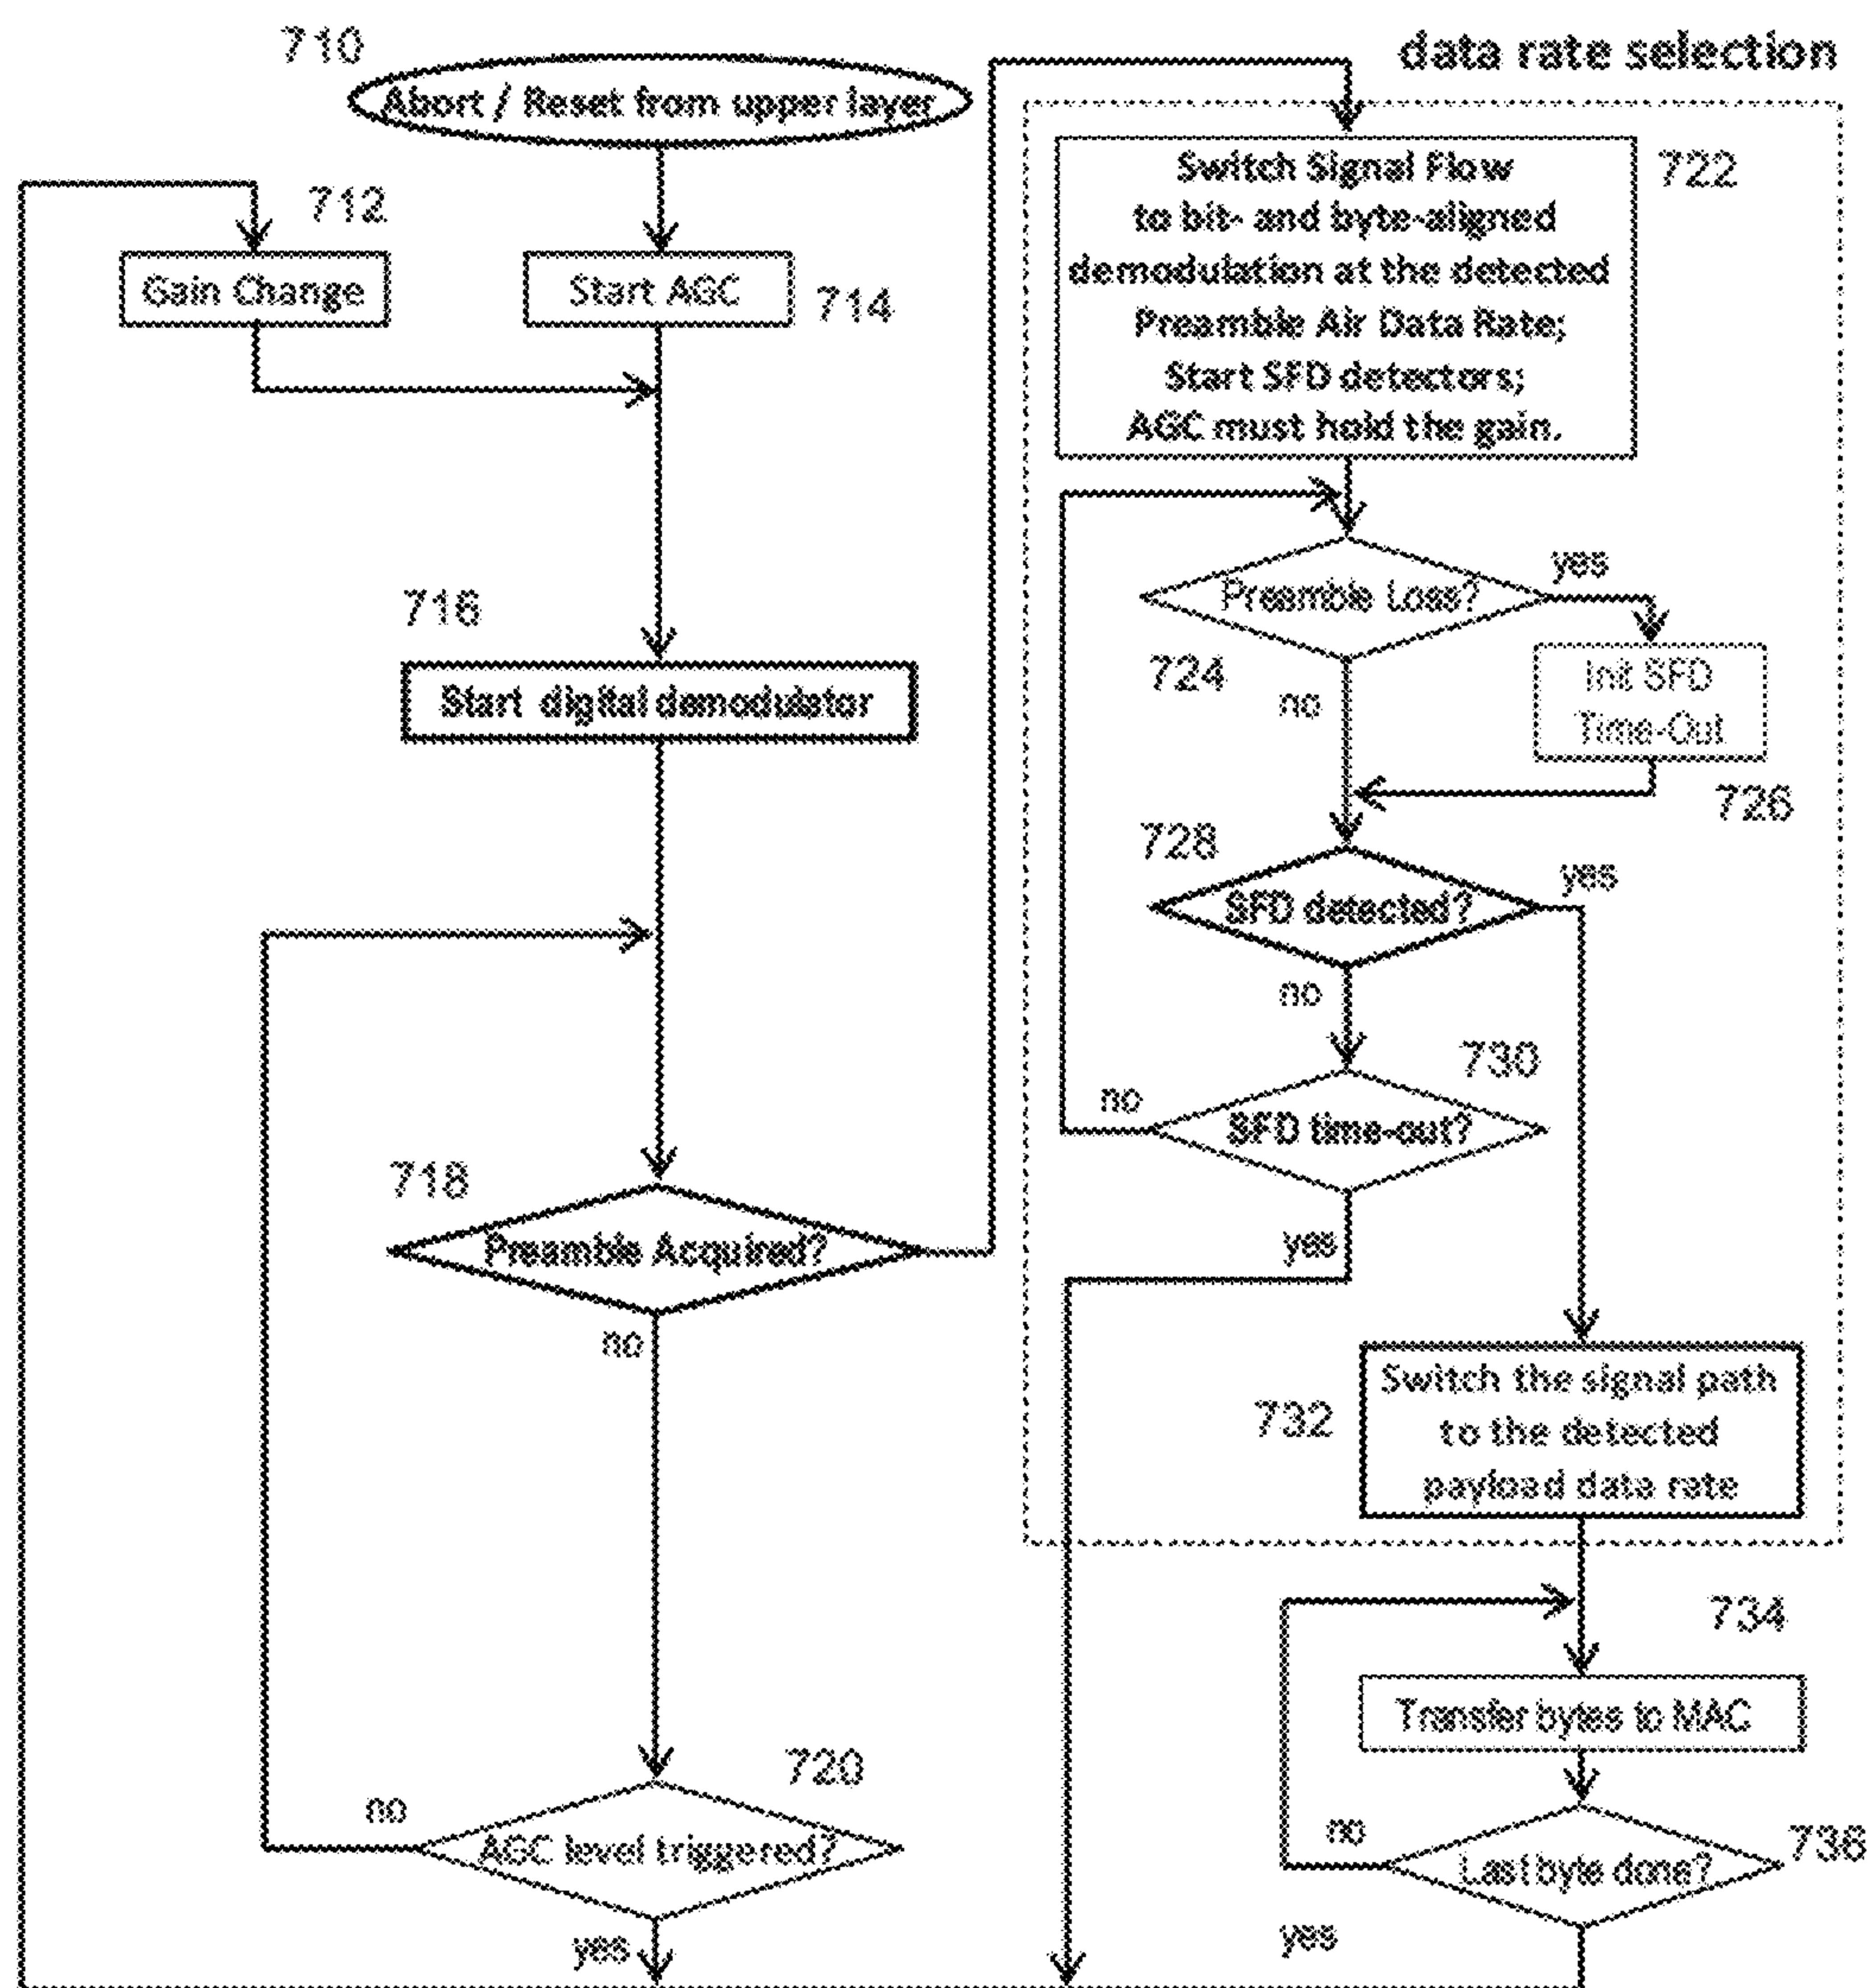 710
data rate selection
Abort / Reset from upper layer
Switch Signal Flow
to bit- and byte-aligned
demodulation at the detected
Preamble Air Data Rate;
Start SFD detectors;
AGC must hold the gain.
722
712
Gain Change
Start AGC
714
716
Start digital demodulator
Preamble Loss?
yes
724
no
Init SFD
Time-Out
726
728
SFD detected?
yes
no
730
no
SFD time-out?
yes
718
Preamble Acquired?
no
732
Switch the signal path
to the detected
payload data rate
734
Transfer bytes to MAC
720
no
AGC level triggered?
yes
no
Last byte done?
736
yes